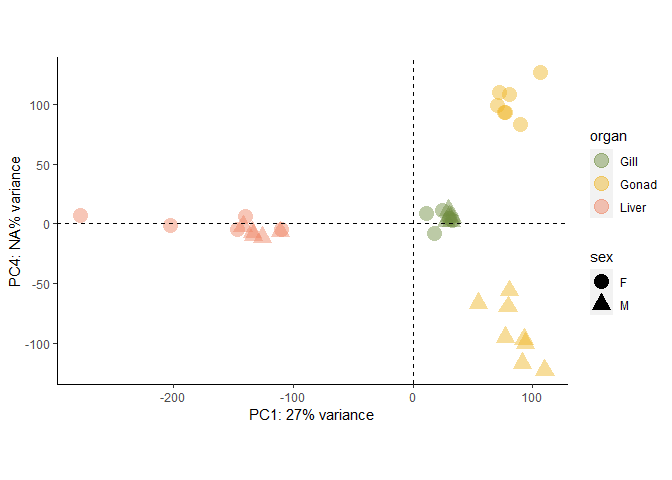 100
50
0
-50
-100
PC4: NA% variance
-200
-100
0
100
PC1: 27% variance
organ
Gill
Gonad
Liver
sex
F
M